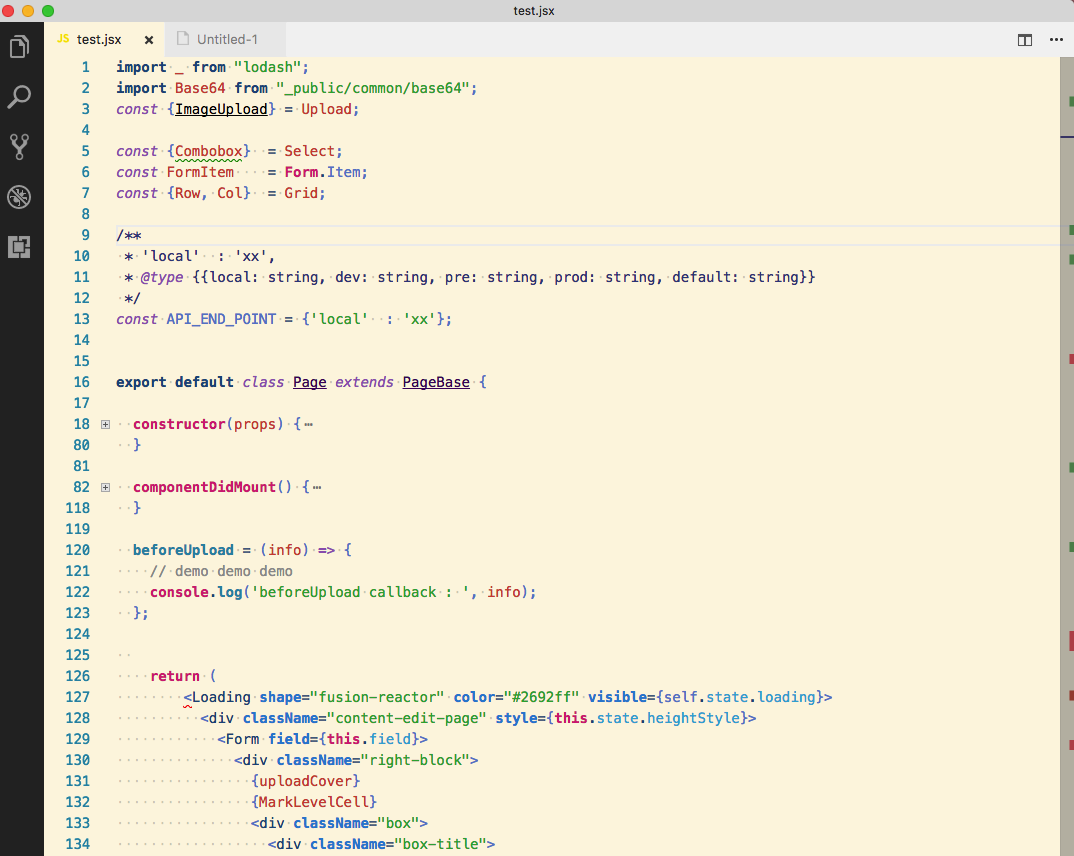 test.jsx
JS test.jsx × Untitled-1 ...
1 import _ from "lodash";
2 import Base64 from "_public/common/base64";
3 const {ImageUpload} = Upload;
4
5 const {Combobox}  = Select;
6 const FormItem    = Form.Item;
7 const {Row, Col}  = Grid;
8
9 /**
10  * 'local'  : 'xx',
11  * @type {{local: string, dev: string, pre: string, prod: string, default: string}}
12  */
13 const API_END_POINT = {'local'  : 'xx'};
14
15
16 export default class Page extends PageBase {
17
18   constructor(props) {⋯
80   }
81
82   componentDidMount() {⋯
118   }
119
120   beforeUpload = (info) => {
121     // demo demo demo
122     console.log('beforeUpload callback : ', info);
123   };
124
125
126     return (
127         <Loading shape="fusion-reactor" color="#2692ff" visible={self.state.loading}>
128           <div className="content-edit-page" style={this.state.heightStyle}>
129             <Form field={this.field}>
130               <div className="right-block">
131                 {uploadCover}
132                 {MarkLevelCell}
133                 <div className="box">
134                   <div className="box-title">